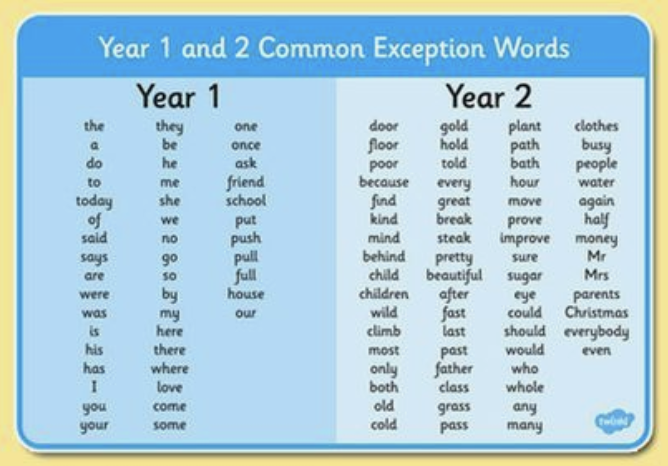 Year 1 and 2 Common Exception Words
Year 1
the they one
a be once
do he ask
to me friend
today she school
of we put
said no push
says go pull
are so full
were by house
was my our
is here
his there
has where
I love
you come
your some
Year 2
door gold plant clothes
floor hold path busy
poor told bath people
because every hour water
find great move again
kind break prove half
mind steak improve money
behind pretty sure Mr
child beautiful sugar Mrs
children after eye parents
wild fast could Christmas
climb last should everybody
most past would even
only father who
both class whole
old grass any
cold pass many
twinkl